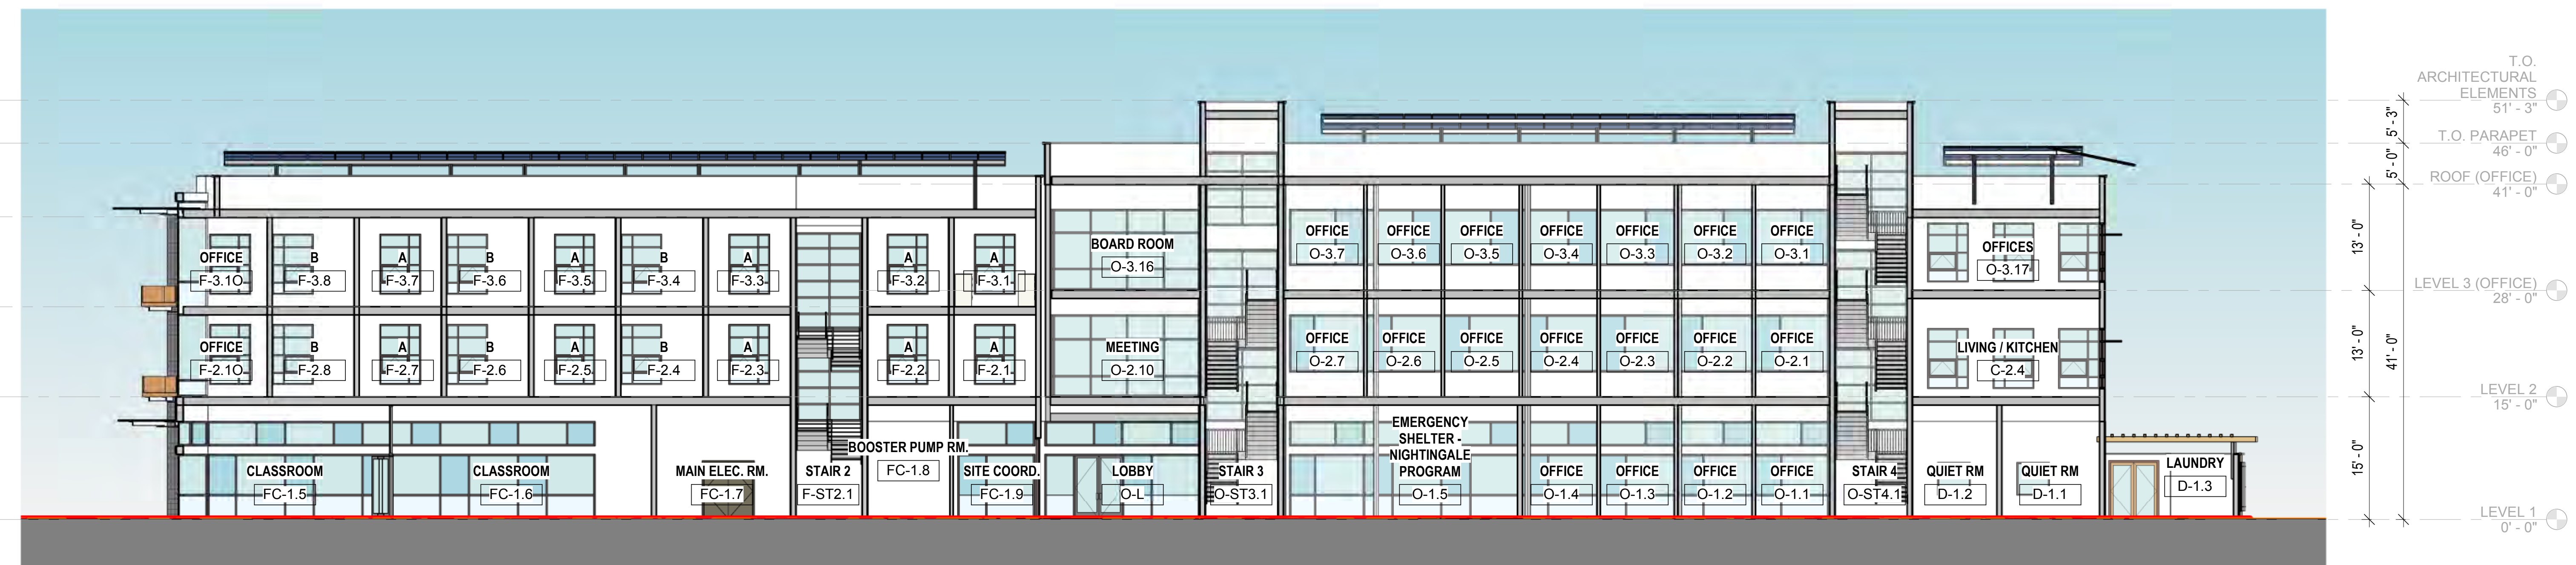 T.O.
ARCHITECTURAL
ELEMENTS
51' - 3"
5' - 3"
T.O. PARAPET
46' - 0"
5' - 0"
ROOF (OFFICE)
41' - 0"
13' - 0"
LEVEL 3 (OFFICE)
28' - 0"
13' - 0"
41' - 0"
LEVEL 2
15' - 0"
15' - 0"
LEVEL 1
0' - 0"
OFFICE
F-3.10
B
F-3.8
A
F-3.7
B
F-3.6
A
F-3.5
B
F-3.4
A
F-3.3
A
F-3.2
A
F-3.1
BOARD ROOM
O-3.16
OFFICE
O-3.7
OFFICE
O-3.6
OFFICE
O-3.5
OFFICE
O-3.4
OFFICE
O-3.3
OFFICE
O-3.2
OFFICE
O-3.1
OFFICES
O-3.17
OFFICE
F-2.10
B
F-2.8
A
F-2.7
B
F-2.6
A
F-2.5
B
F-2.4
A
F-2.3
A
F-2.2
A
F-2.1
MEETING
O-2.10
OFFICE
O-2.7
OFFICE
O-2.6
OFFICE
O-2.5
OFFICE
O-2.4
OFFICE
O-2.3
OFFICE
O-2.2
OFFICE
O-2.1
LIVING / KITCHEN
C-2.4
CLASSROOM
FC-1.5
CLASSROOM
FC-1.6
MAIN ELEC. RM.
FC-1.7
STAIR 2
F-ST2.1
BOOSTER PUMP RM.
FC-1.8
SITE COORD.
FC-1.9
LOBBY
O-L
STAIR 3
O-ST3.1
EMERGENCY
SHELTER -
NIGHTINGALE
PROGRAM
O-1.5
OFFICE
O-1.4
OFFICE
O-1.3
OFFICE
O-1.2
OFFICE
O-1.1
STAIR 4
O-ST4.1
QUIET RM
D-1.2
QUIET RM
D-1.1
LAUNDRY
D-1.3